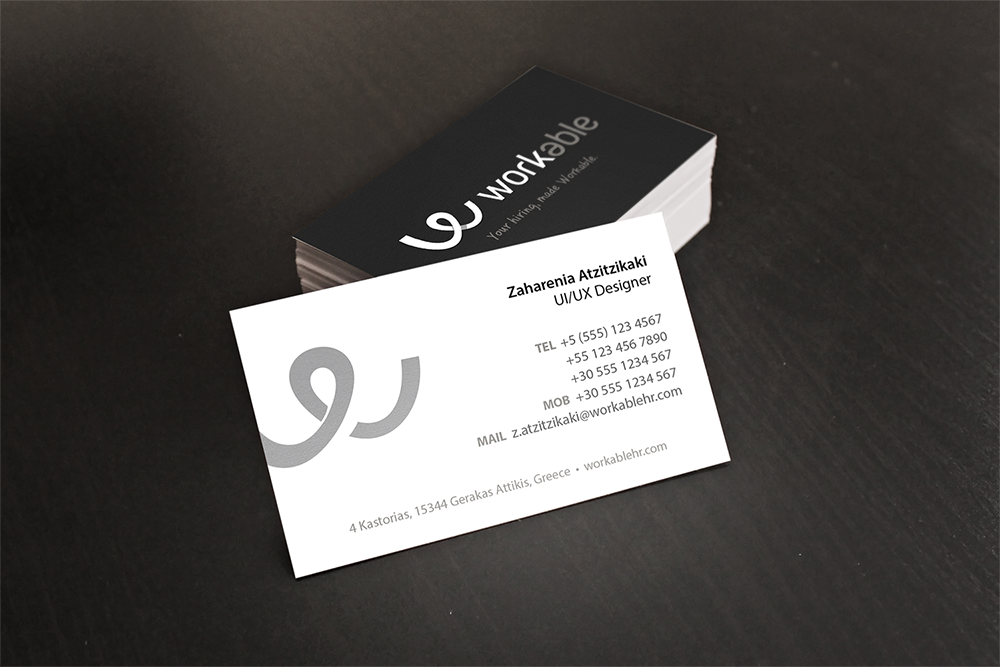 workable
Your hiring, made Workable.
Zaharenia Atzitzikaki
UI/UX Designer
TEL +5 (555) 123 4567
+55 123 456 7890
+30 555 1234 567
MOB +30 555 1234 567
MAIL z.atzitzikaki@workablehr.com
4 Kastorias, 15344 Gerakas Attikis, Greece • workablehr.com